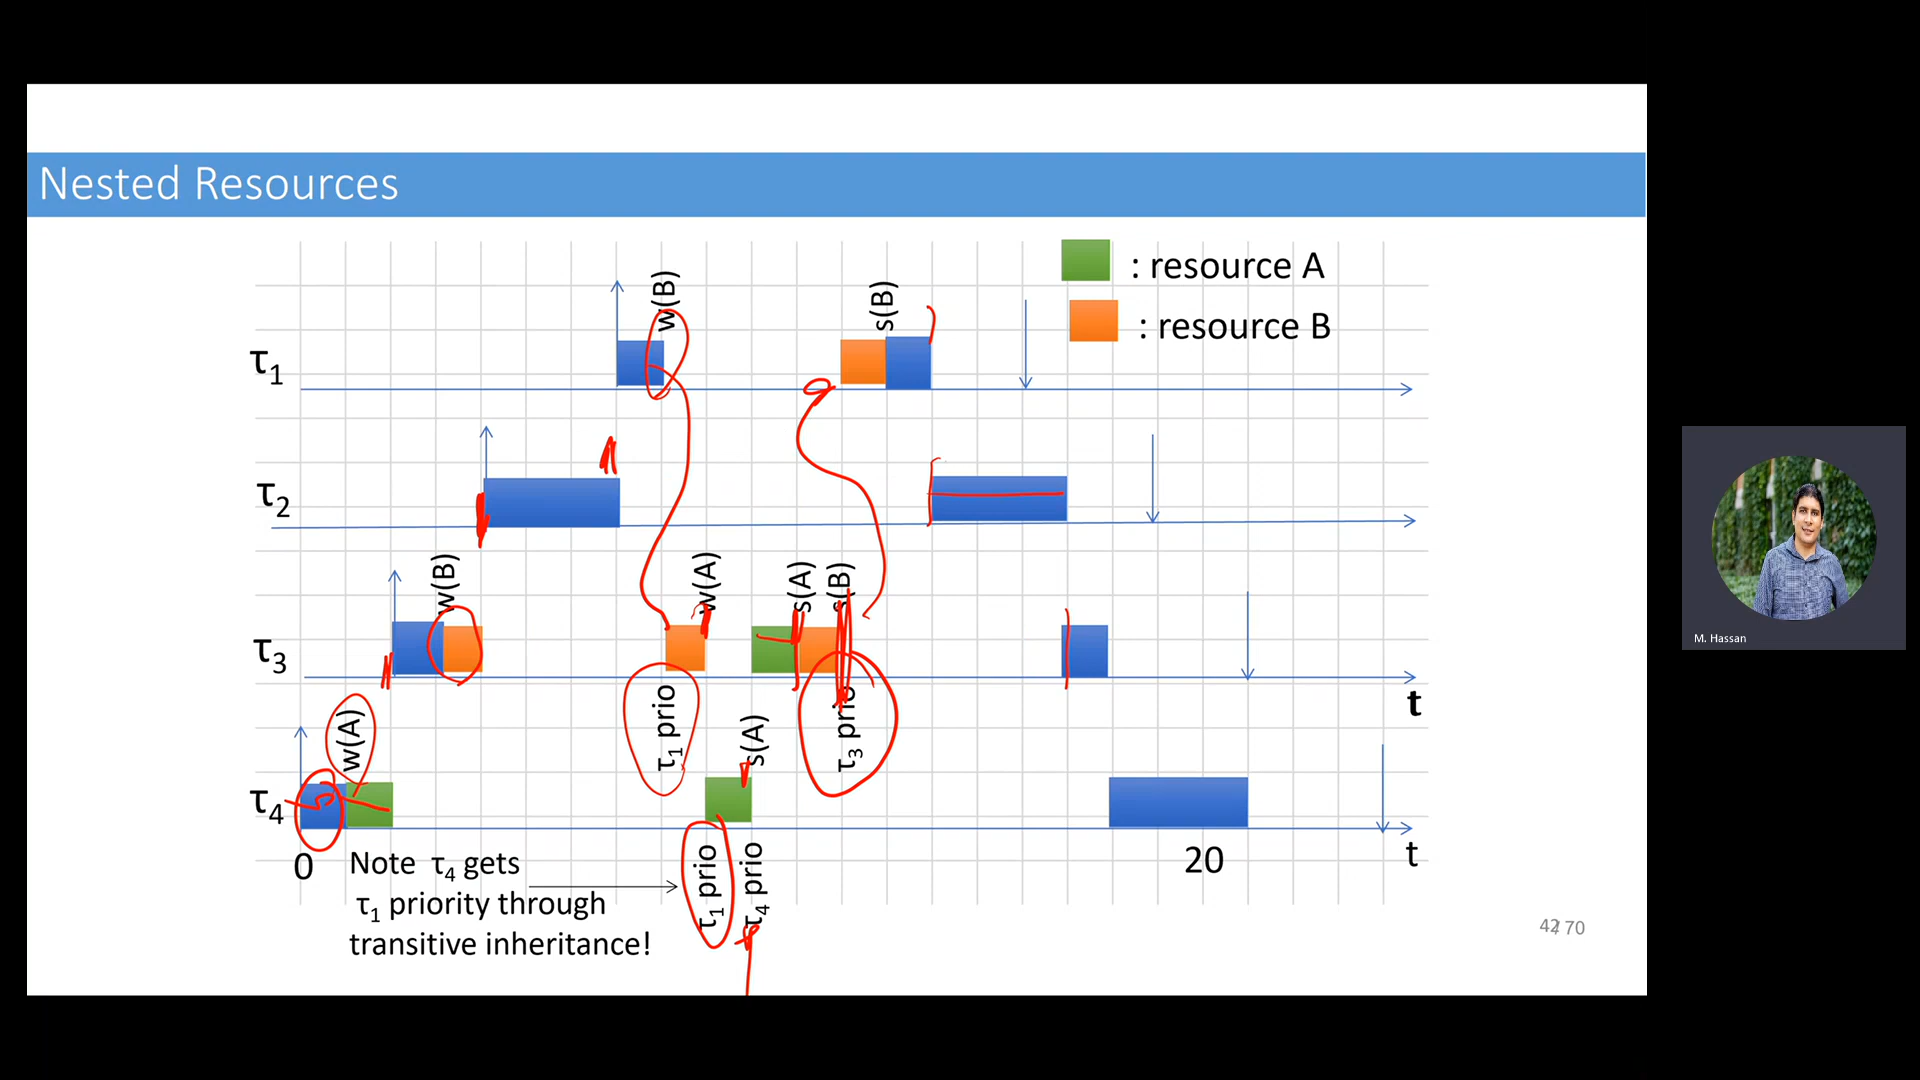 Nested Resources
: resource A
: resource B
w(B)
s(B)
τ1
τ2
w(B)
w(A)
s(A)
s(B)
τ3
t
w(A)
τ1 prio
s(A)
τ3 prio
τ4
0
20
t
Note τ4 gets
τ1 priority through
transitive inheritance!
τ1 prio
τ4 prio
42/ 70
M. Hassan